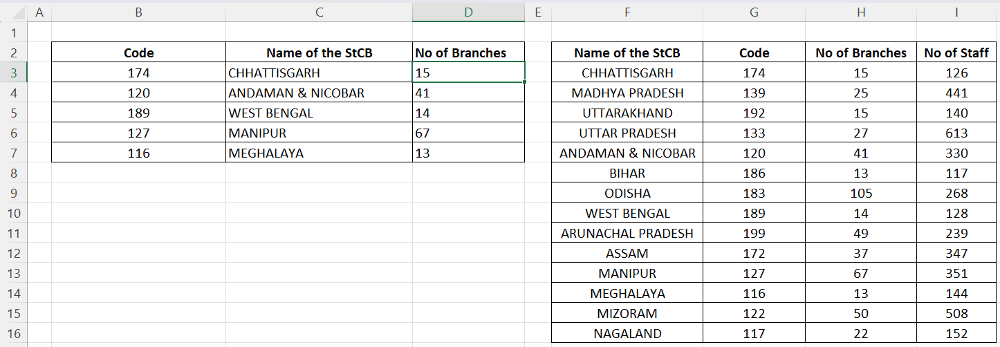 A B C D E F G H I
1
2 Code Name of the StCB No of Branches Name of the StCB Code No of Branches No of Staff
3 174 CHHATTISGARH 15 CHHATTISGARH 174 15 126
4 120 ANDAMAN & NICOBAR 41 MADHYA PRADESH 139 25 441
5 189 WEST BENGAL 14 UTTARAKHAND 192 15 140
6 127 MANIPUR 67 UTTAR PRADESH 133 27 613
7 116 MEGHALAYA 13 ANDAMAN & NICOBAR 120 41 330
8 BIHAR 186 13 117
9 ODISHA 183 105 268
10 WEST BENGAL 189 14 128
11 ARUNACHAL PRADESH 199 49 239
12 ASSAM 172 37 347
13 MANIPUR 127 67 351
14 MEGHALAYA 116 13 144
15 MIZORAM 122 50 508
16 NAGALAND 117 22 152